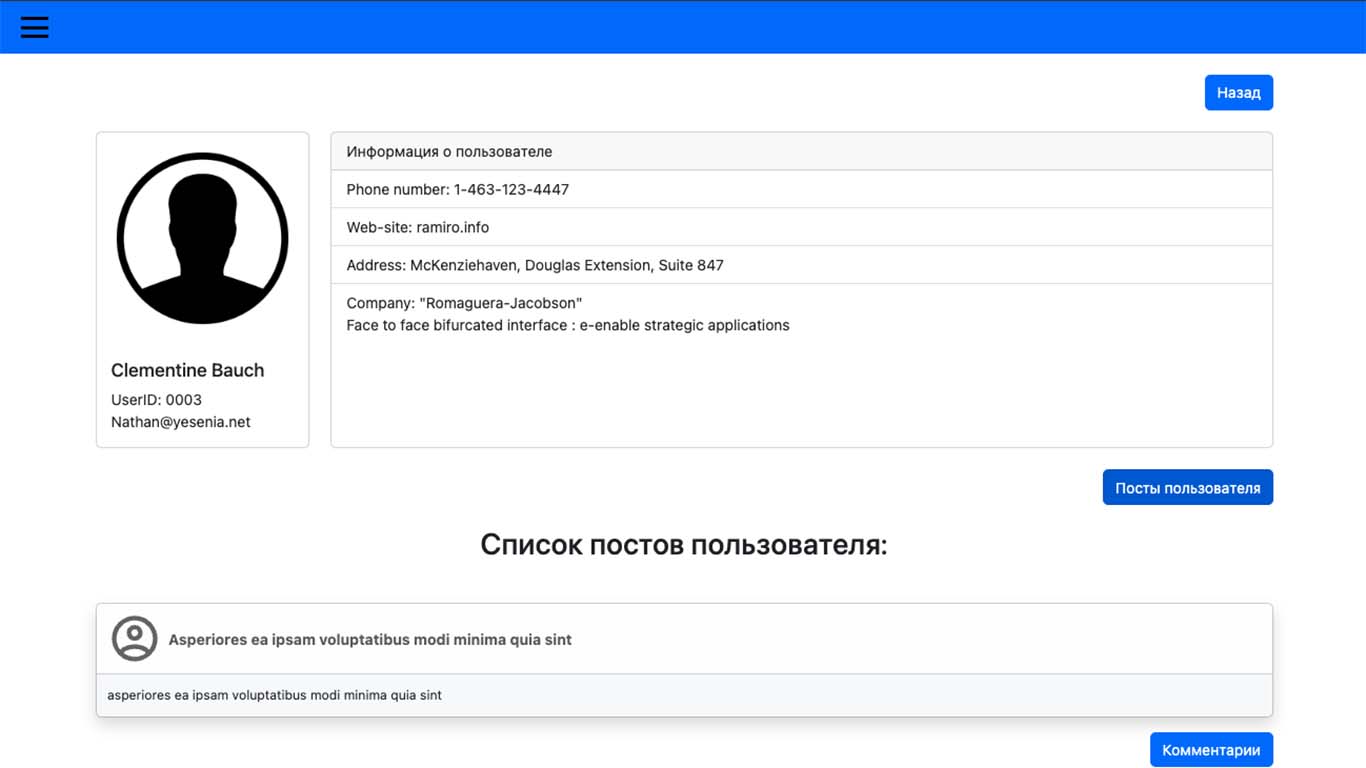 Назад
Clementine Bauch
UserID: 0003
Nathan@yesenia.net
Информация о пользователе
Phone number: 1-463-123-4447
Web-site: ramiro.info
Address: McKenziehaven, Douglas Extension, Suite 847
Company: "Romaguera-Jacobson"
Face to face bifurcated interface : e-enable strategic applications
Посты пользователя
Список постов пользователя:
Asperiores ea ipsam voluptatibus modi minima quia sint
asperiores ea ipsam voluptatibus modi minima quia sint
Комментарии